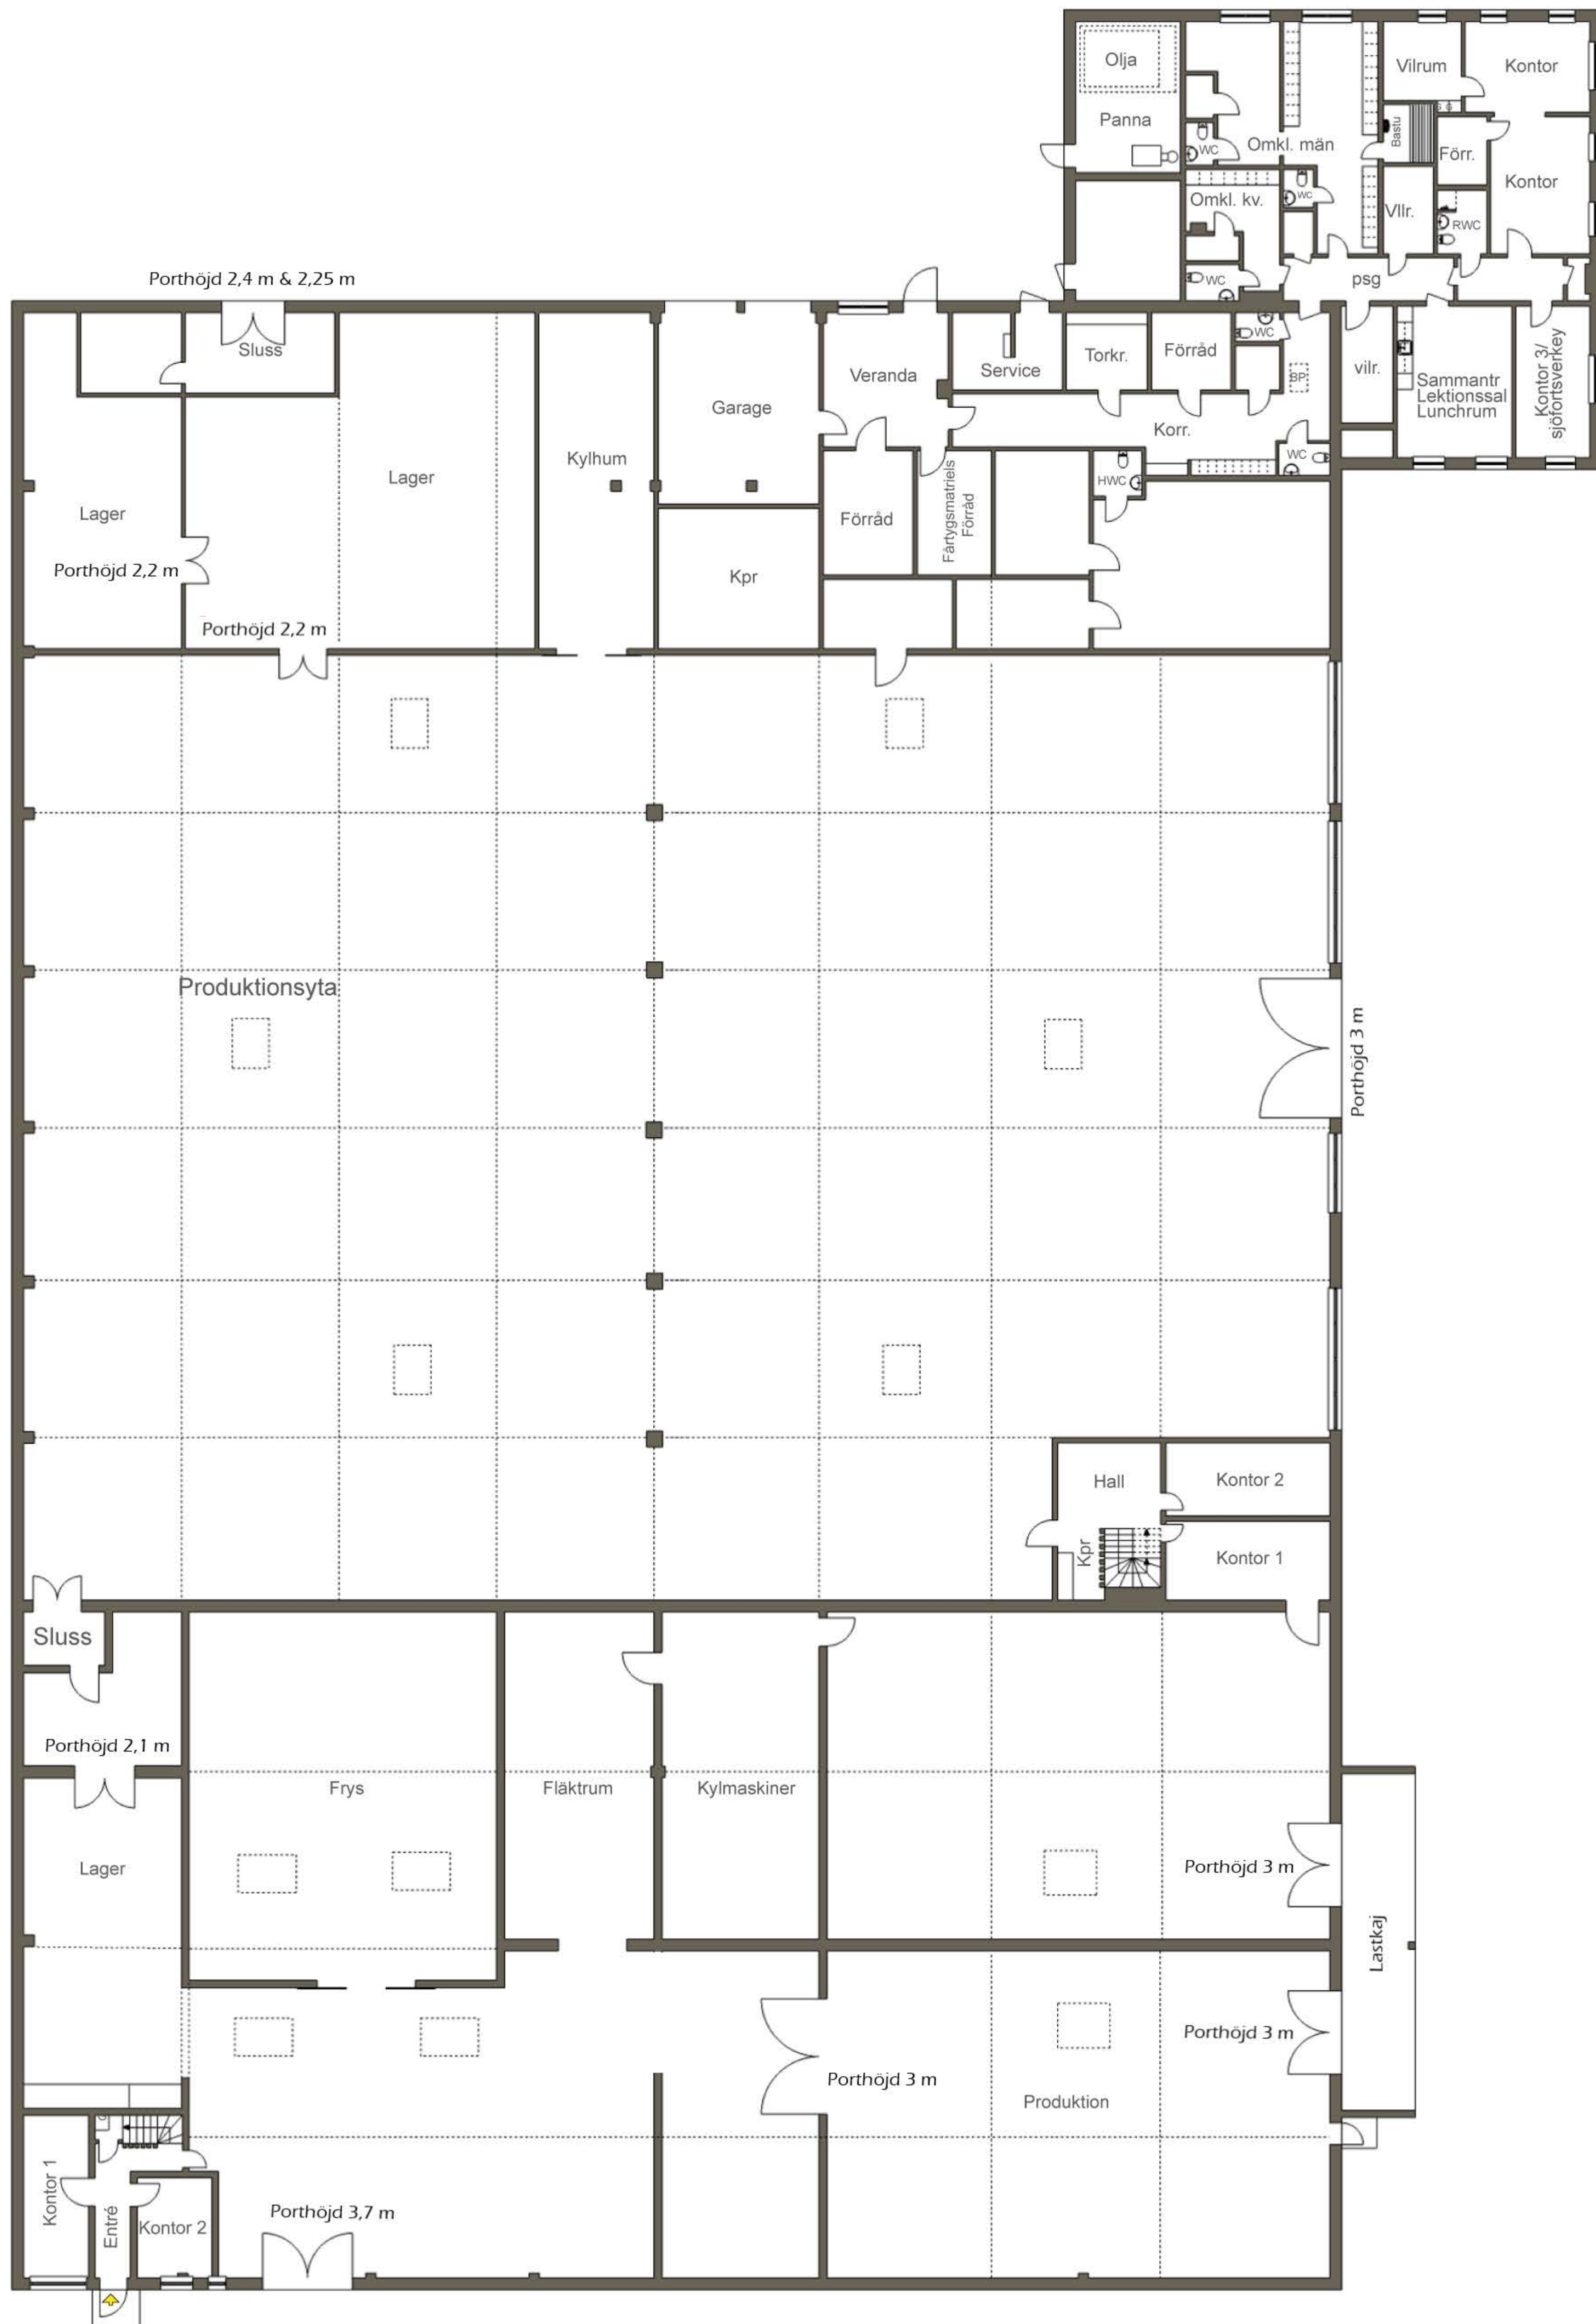 Olja
Panna
WC
Omkl. män
Bastu
Vilrum
Kontor
Förr.
Kontor
Omkl. kv.
WC
Vllr.
RWC
WC
psg
Porthöjd 2,4 m & 2,25 m
Sluss
Lager
Lager
Porthöjd 2,2 m
Porthöjd 2,2 m
Kylhum
Garage
Kpr
Veranda
Service
Torkr.
Förråd
WC
BP
vilr.
Sammantr
Lektionssal
Lunchrum
Kontor 3/
sjöfortsverkey
Korr.
WC
HWC
Förråd
Fårtygsmatriels
Förråd
Produktionsyta
Porthöjd 3 m
Hall
Kpr
Kontor 2
Kontor 1
Sluss
Porthöjd 2,1 m
Lager
Frys
Fläktrum
Kylmaskiner
Porthöjd 3 m
Lastkaj
Porthöjd 3 m
Porthöjd 3 m
Produktion
Kontor 1
Entré
Kontor 2
Porthöjd 3,7 m